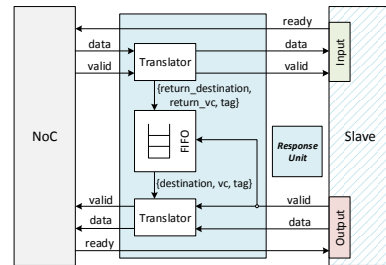 ready
data
data
valid
valid
Translator
Input
{return_destination,
return_vc, tag}
NoC
FIFO
Response
Unit
Slave
{destination, vc, tag}
valid
valid
Translator
data
data
ready
Output